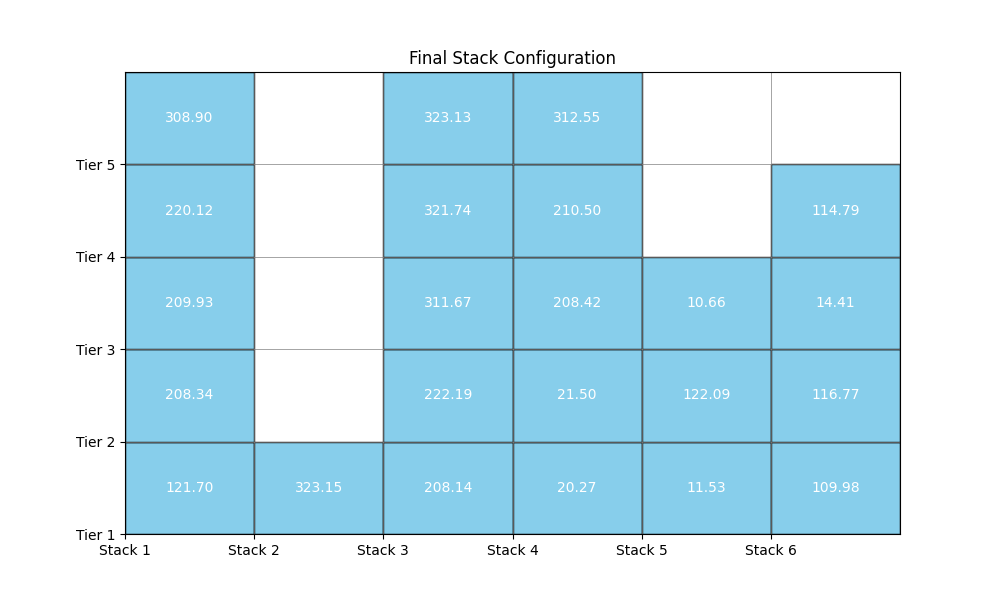 Final Stack Configuration
308.90 323.13 312.55
Tier 5
220.12 321.74 210.50 114.79
Tier 4
209.93 311.67 208.42 10.66 14.41
Tier 3
208.34 222.19 21.50 122.09 116.77
Tier 2
121.70 323.15 208.14 20.27 11.53 109.98
Tier 1
Stack 1 Stack 2 Stack 3 Stack 4 Stack 5 Stack 6